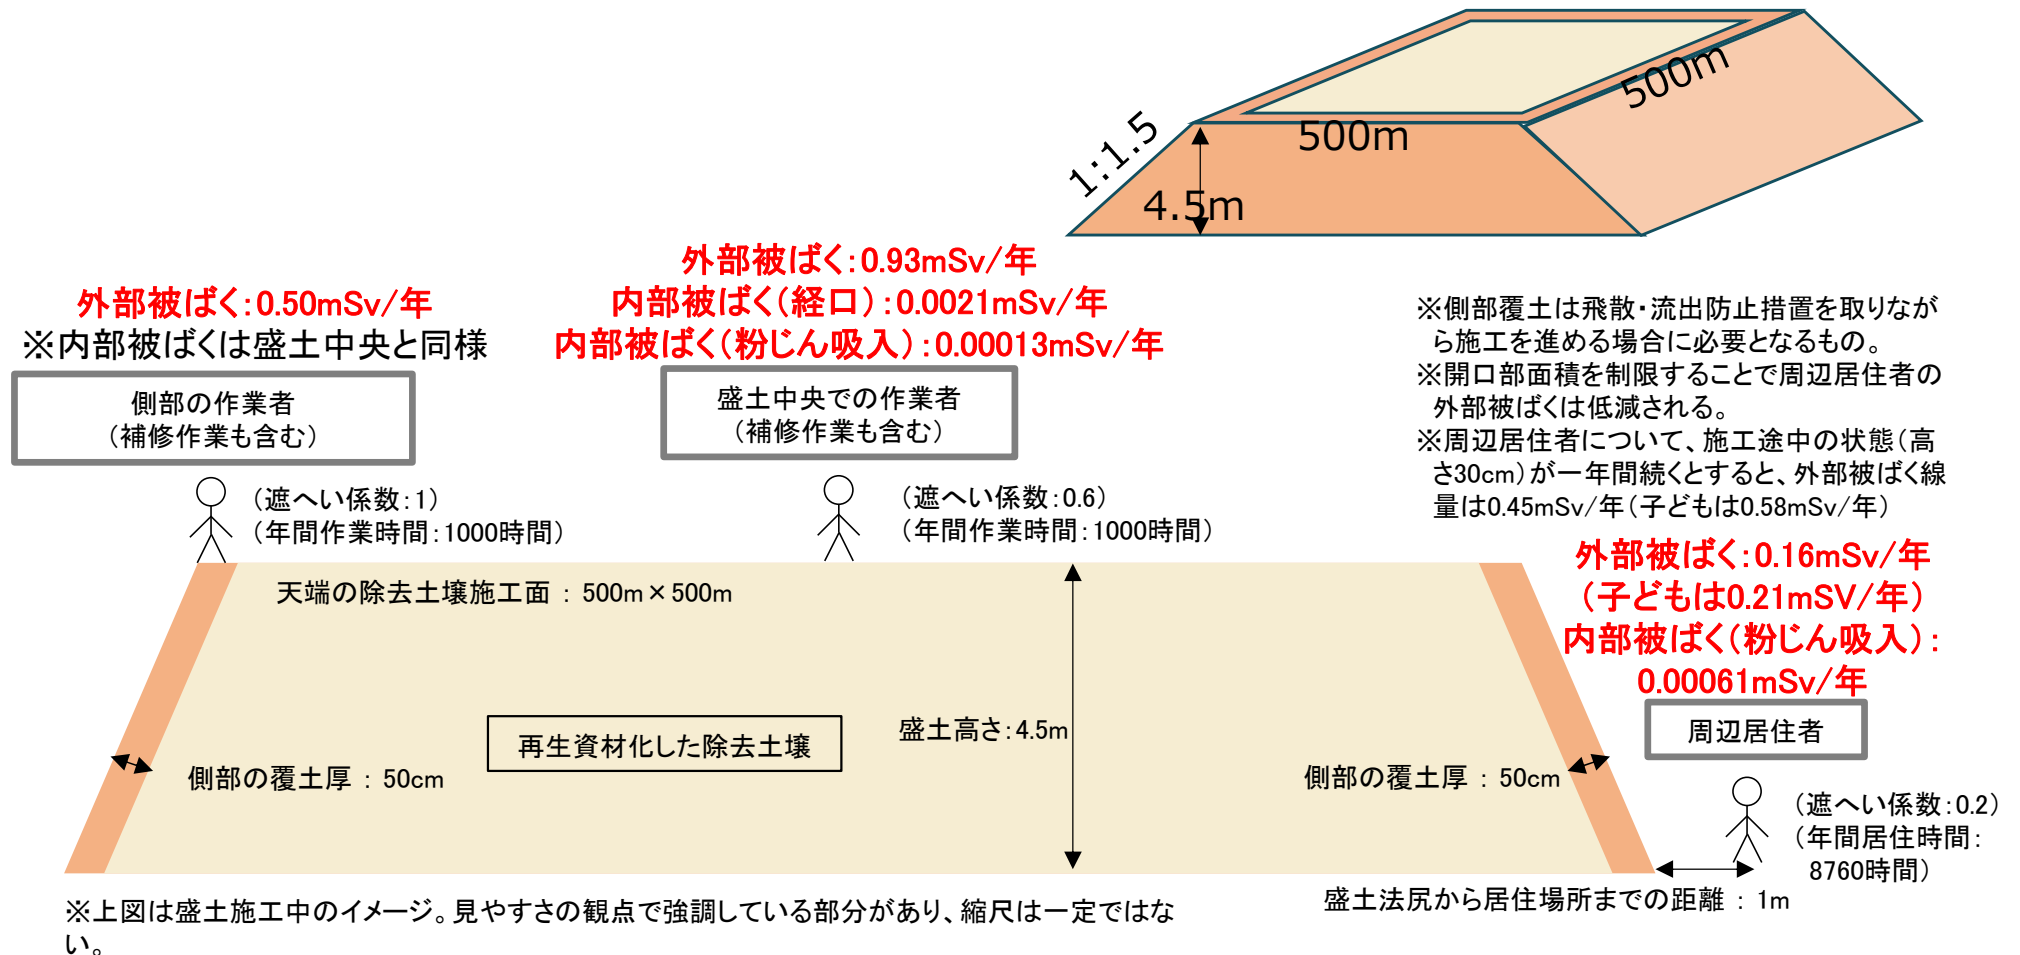 500m
500m
1:1.5
4.5m
外部被ばく:0.50mSv/年
※内部被ばくは盛土中央と同様
側部の作業者
(補修作業も含む)
(遮へい係数:1)
(年間作業時間:1000時間)
外部被ばく:0.93mSv/年
内部被ばく(経口):0.0021mSv/年
内部被ばく(粉じん吸入):0.00013mSv/年
盛土中央での作業者
(補修作業も含む)
(遮へい係数:0.6)
(年間作業時間:1000時間)
※側部覆土は飛散・流出防止措置を取りなが
ら施工を進める場合に必要となるもの。
※開口部面積を制限することで周辺居住者の
外部被ばくは低減される。
※周辺居住者について、施工途中の状態(高
さ30cm)が一年間続くとすると、外部被ばく線
量は0.45mSv/年(子どもは0.58mSv/年)
外部被ばく:0.16mSv/年
(子どもは0.21mSV/年)
内部被ばく(粉じん吸入):
0.00061mSv/年
周辺居住者
(遮へい係数:0.2)
(年間居住時間:
8760時間)
天端の除去土壌施工面 : 500m×500m
再生資材化した除去土壌
盛土高さ:4.5m
側部の覆土厚 : 50cm
側部の覆土厚 : 50cm
盛土法尻から居住場所までの距離 : 1m
※上図は盛土施工中のイメージ。見やすさの観点で強調している部分があり、縮尺は一定ではな
い。